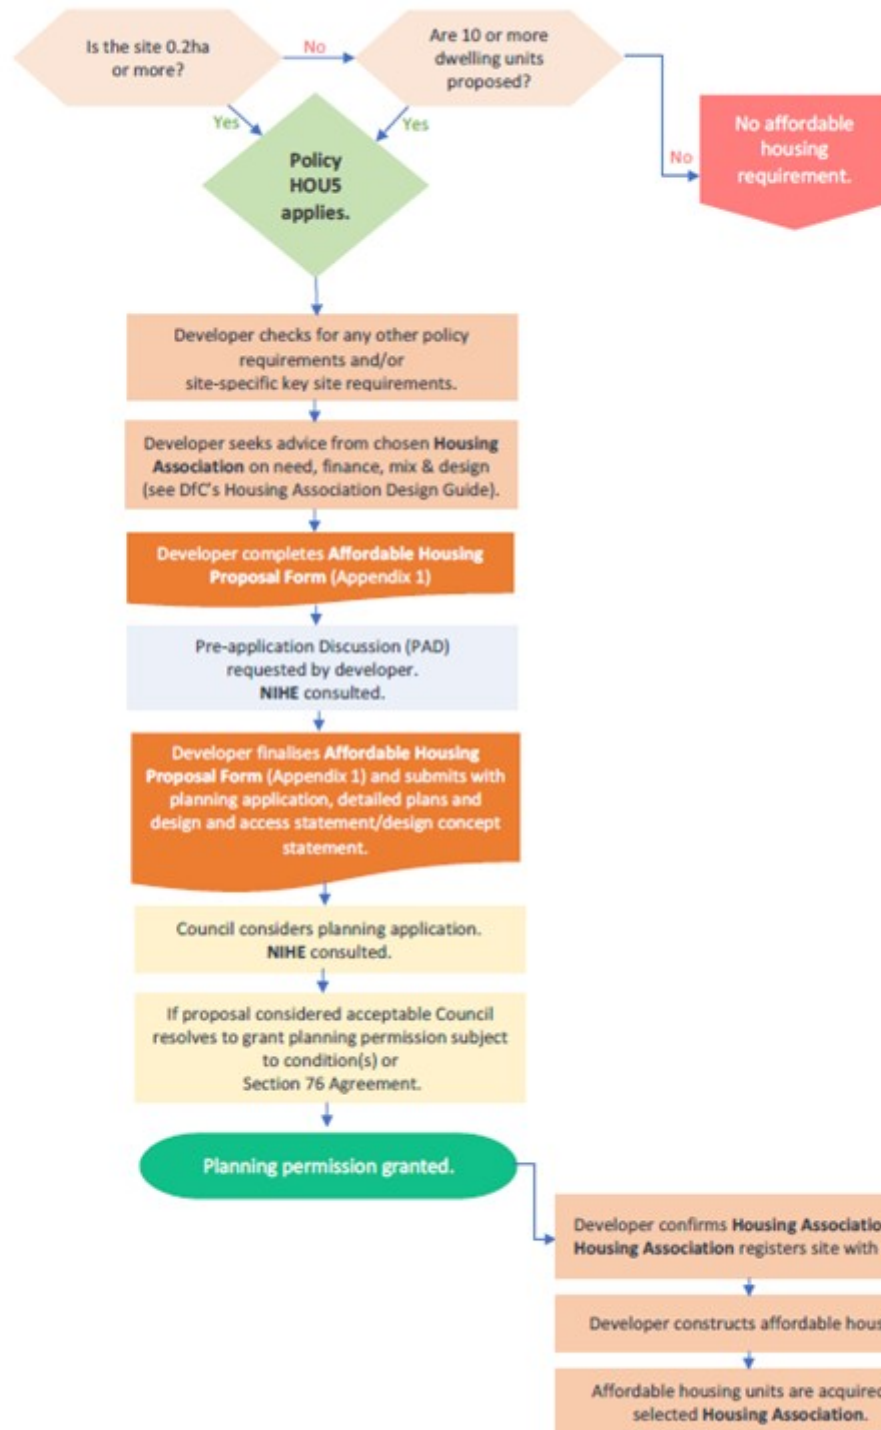 Is the site 0.2ha
or more?
No
Are 10 or more
dwelling units
proposed?
Yes
Yes
No
No affordable
housing
requirement.
Policy
HOU5
applies.
Developer checks for any other policy
requirements and/or
site-specific key site requirements.
Developer seeks advice from chosen Housing
Association on need, finance, mix & design
(see DfC's Housing Association Design Guide).
Developer completes Affordable Housing
Proposal Form (Appendix 1)
Pre-application Discussion (PAD)
requested by developer.
NIHE consulted.
Developer finalises Affordable Housing
Proposal Form (Appendix 1) and submits with
planning application, detailed plans and
design and access statement/design concept
statement.
Council considers planning application.
NIHE consulted.
If proposal considered acceptable Council
resolves to grant planning permission subject
to condition(s) or
Section 76 Agreement.
Planning permission granted.
Developer confirms Housing
Housing Association registers site with
Developer constructs affordable
Affordable housing units are acquired
selected Housing Association.